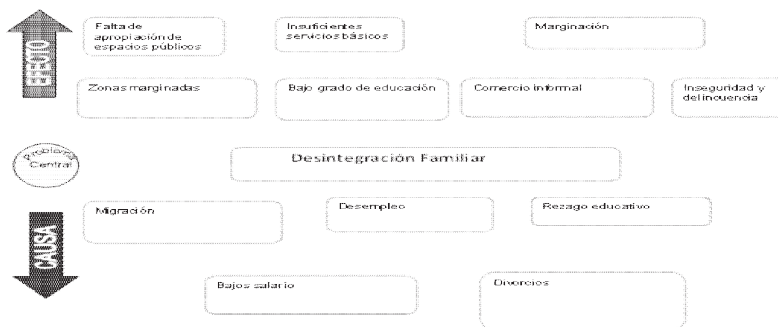 EFECTO
Falta de
apropiación de
espacios públicos
Insuficientes
servicios básicos
Marginación
Zonas marginadas
Bajo grado de educación
Comercio informal
Inseguridad y
delincuencia
Problema
Central
Desintegración Familiar
CAUSA
Migración
Desempleo
Rezago educativo
Bajos salario
Divorcios